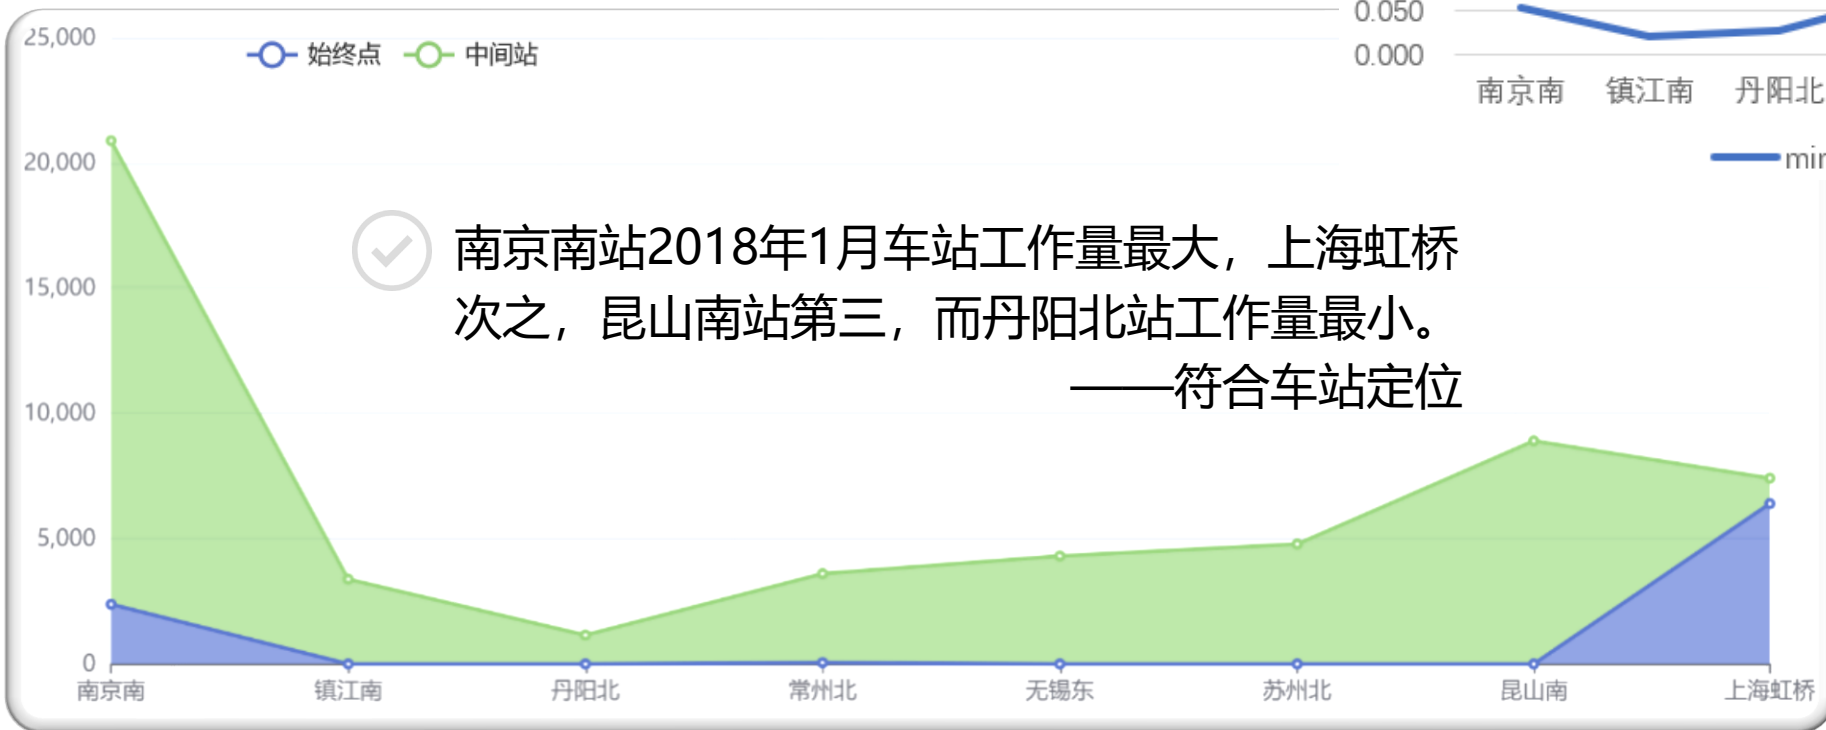 25,000
始终点 中间站
20,000
15,000
10,000
5,000
0
南京南 镇江南 丹阳北 常州北 无锡东 苏州北 昆山南 上海虹桥
南京南站2018年1月车站工作量最大，上海虹桥
次之，昆山南站第三，而丹阳北站工作量最小。
——符合车站定位
0.050
0.000
南京南 镇江南 丹阳北